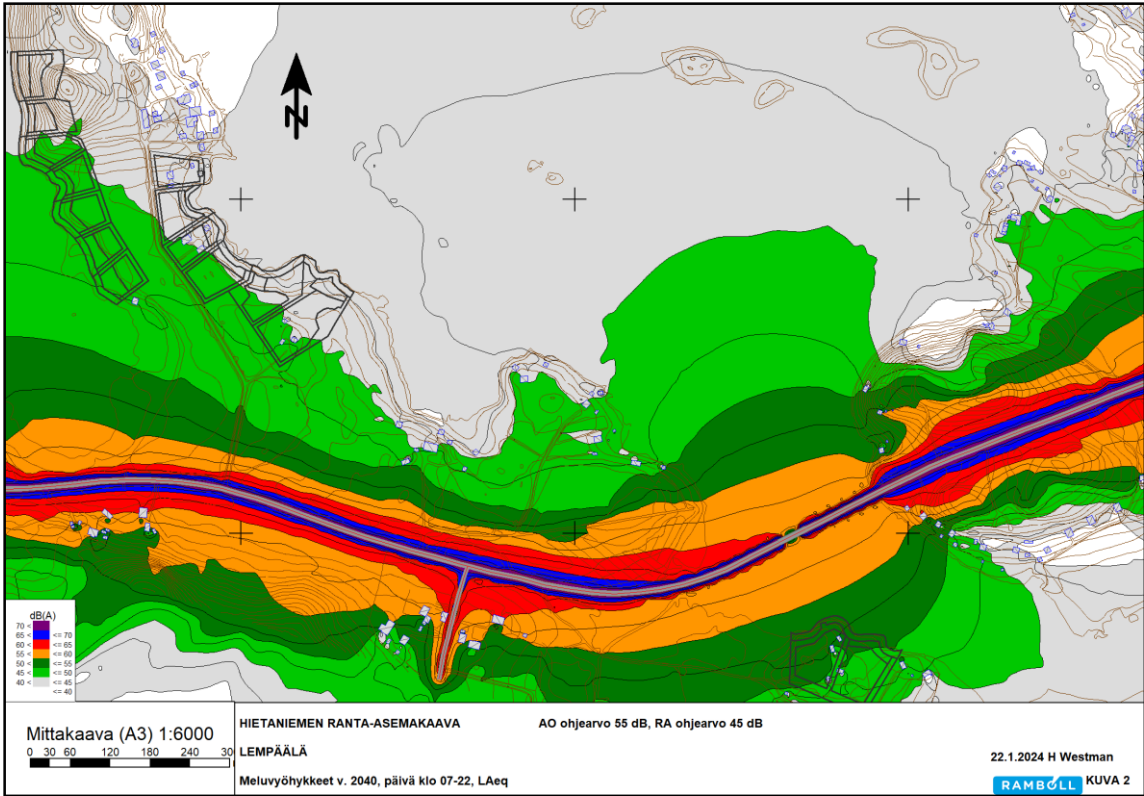 N
dB(A)
70 <
65 < <= 70
60 < <= 65
55 < <= 60
50 < <= 55
45 < <= 50
40 < <= 45
<= 40
Mittakaava (A3) 1:6000
0 30 60 120 180 240 30
HIETANIEMEN RANTA-ASEMAKAAVA AO ohjearvo 55 dB, RA ohjearvo 45 dB
LEMPÄÄLÄ
22.1.2024 H Westman
Meluvyöhykkeet v. 2040, päivä klo 07-22, LAeq
RAMBOLL KUVA 2